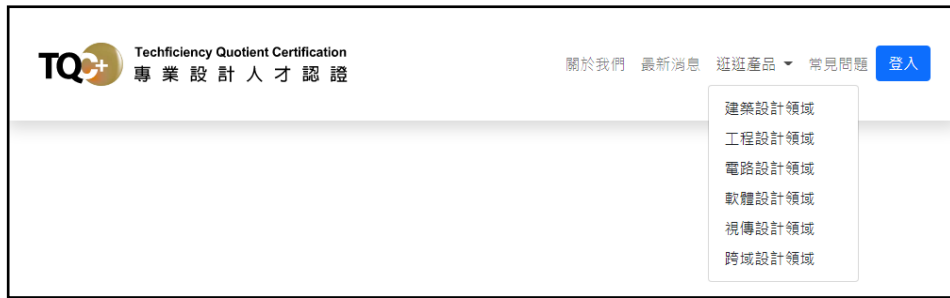 TQC+
Techficiency Quotient Certification
專業設計人才認證
關於我們 最新消息 逛逛產品 常見問題 登入
建築設計領域
工程設計領域
電路設計領域
軟體設計領域
視傳設計領域
跨域設計領域